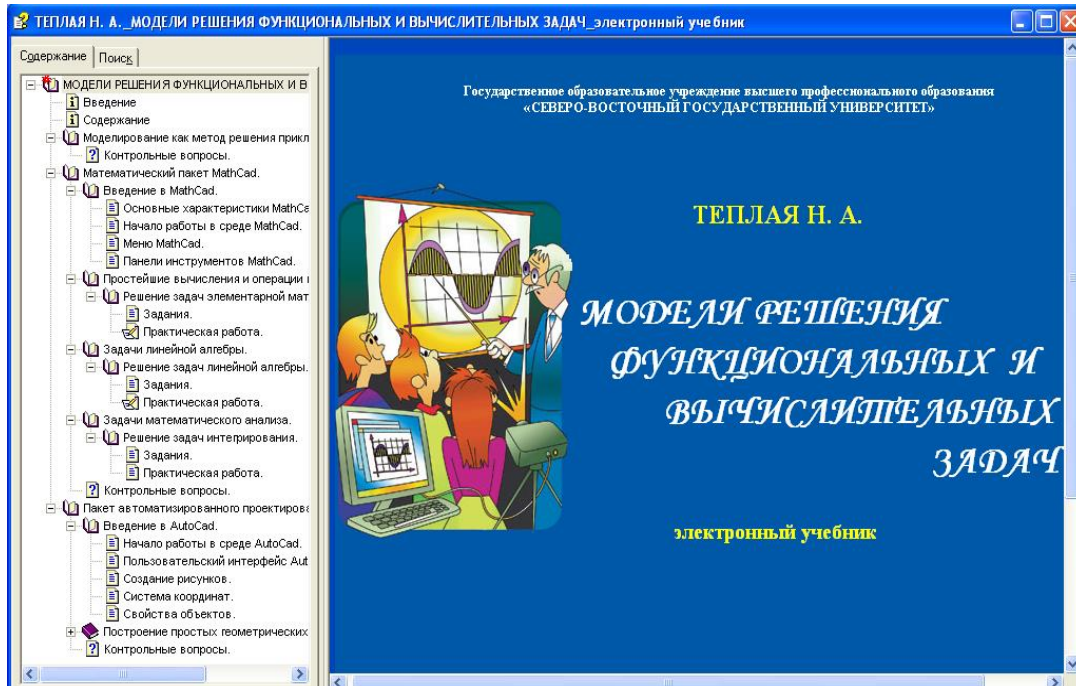 ТЕПЛАЯ Н. А._МОДЕЛИ РЕШЕНИЯ ФУНКЦИОНАЛЬНЫХ И ВЫЧИСЛИТЕЛЬНЫХ ЗАДАЧ_электронный учебник
Содержание
Поиск
МОДЕЛИ РЕШЕНИЯ ФУНКЦИОНАЛЬНЫХ И В
Введение
Содержание
Моделирование как метод решения прикл
Контрольные вопросы.
Математический пакет MathCad.
Введение в MathCad.
Основные характеристики MathCa
Начало работы в среде MathCad.
Меню MathCad.
Панели инструментов MathCad.
Простейшие вычисления и операции
Решение задач элементарной мат
Задания.
Практическая работа.
Задачи линейной алгебры.
Решение задач линейной алгебры.
Задания.
Практическая работа.
Задачи математического анализа.
Решение задач интегрирования.
Задания.
Практическая работа.
Контрольные вопросы.
Пакет автоматизированного проектирова
Введение в AutoCad.
Начало работы в среде AutoCad.
Пользовательский интерфейс Aut
Создание рисунков.
Система координат.
Свойства объектов.
Построение простых геометрических
Контрольные вопросы.
Государственное образовательное учреждение высшего профессионального образования
«СЕВЕРО-ВОСТОЧНЫЙ ГОСУДАРСТВЕННЫЙ УНИВЕРСИТЕТ»
ТЕПЛАЯ Н. А.
МОДЕЛИ РЕШЕНИЯ
ФУНКЦИОНАЛЬНЫХ И
ВЫЧИСЛИТЕЛЬНЫХ
ЗАДАЧ
электронный учебник